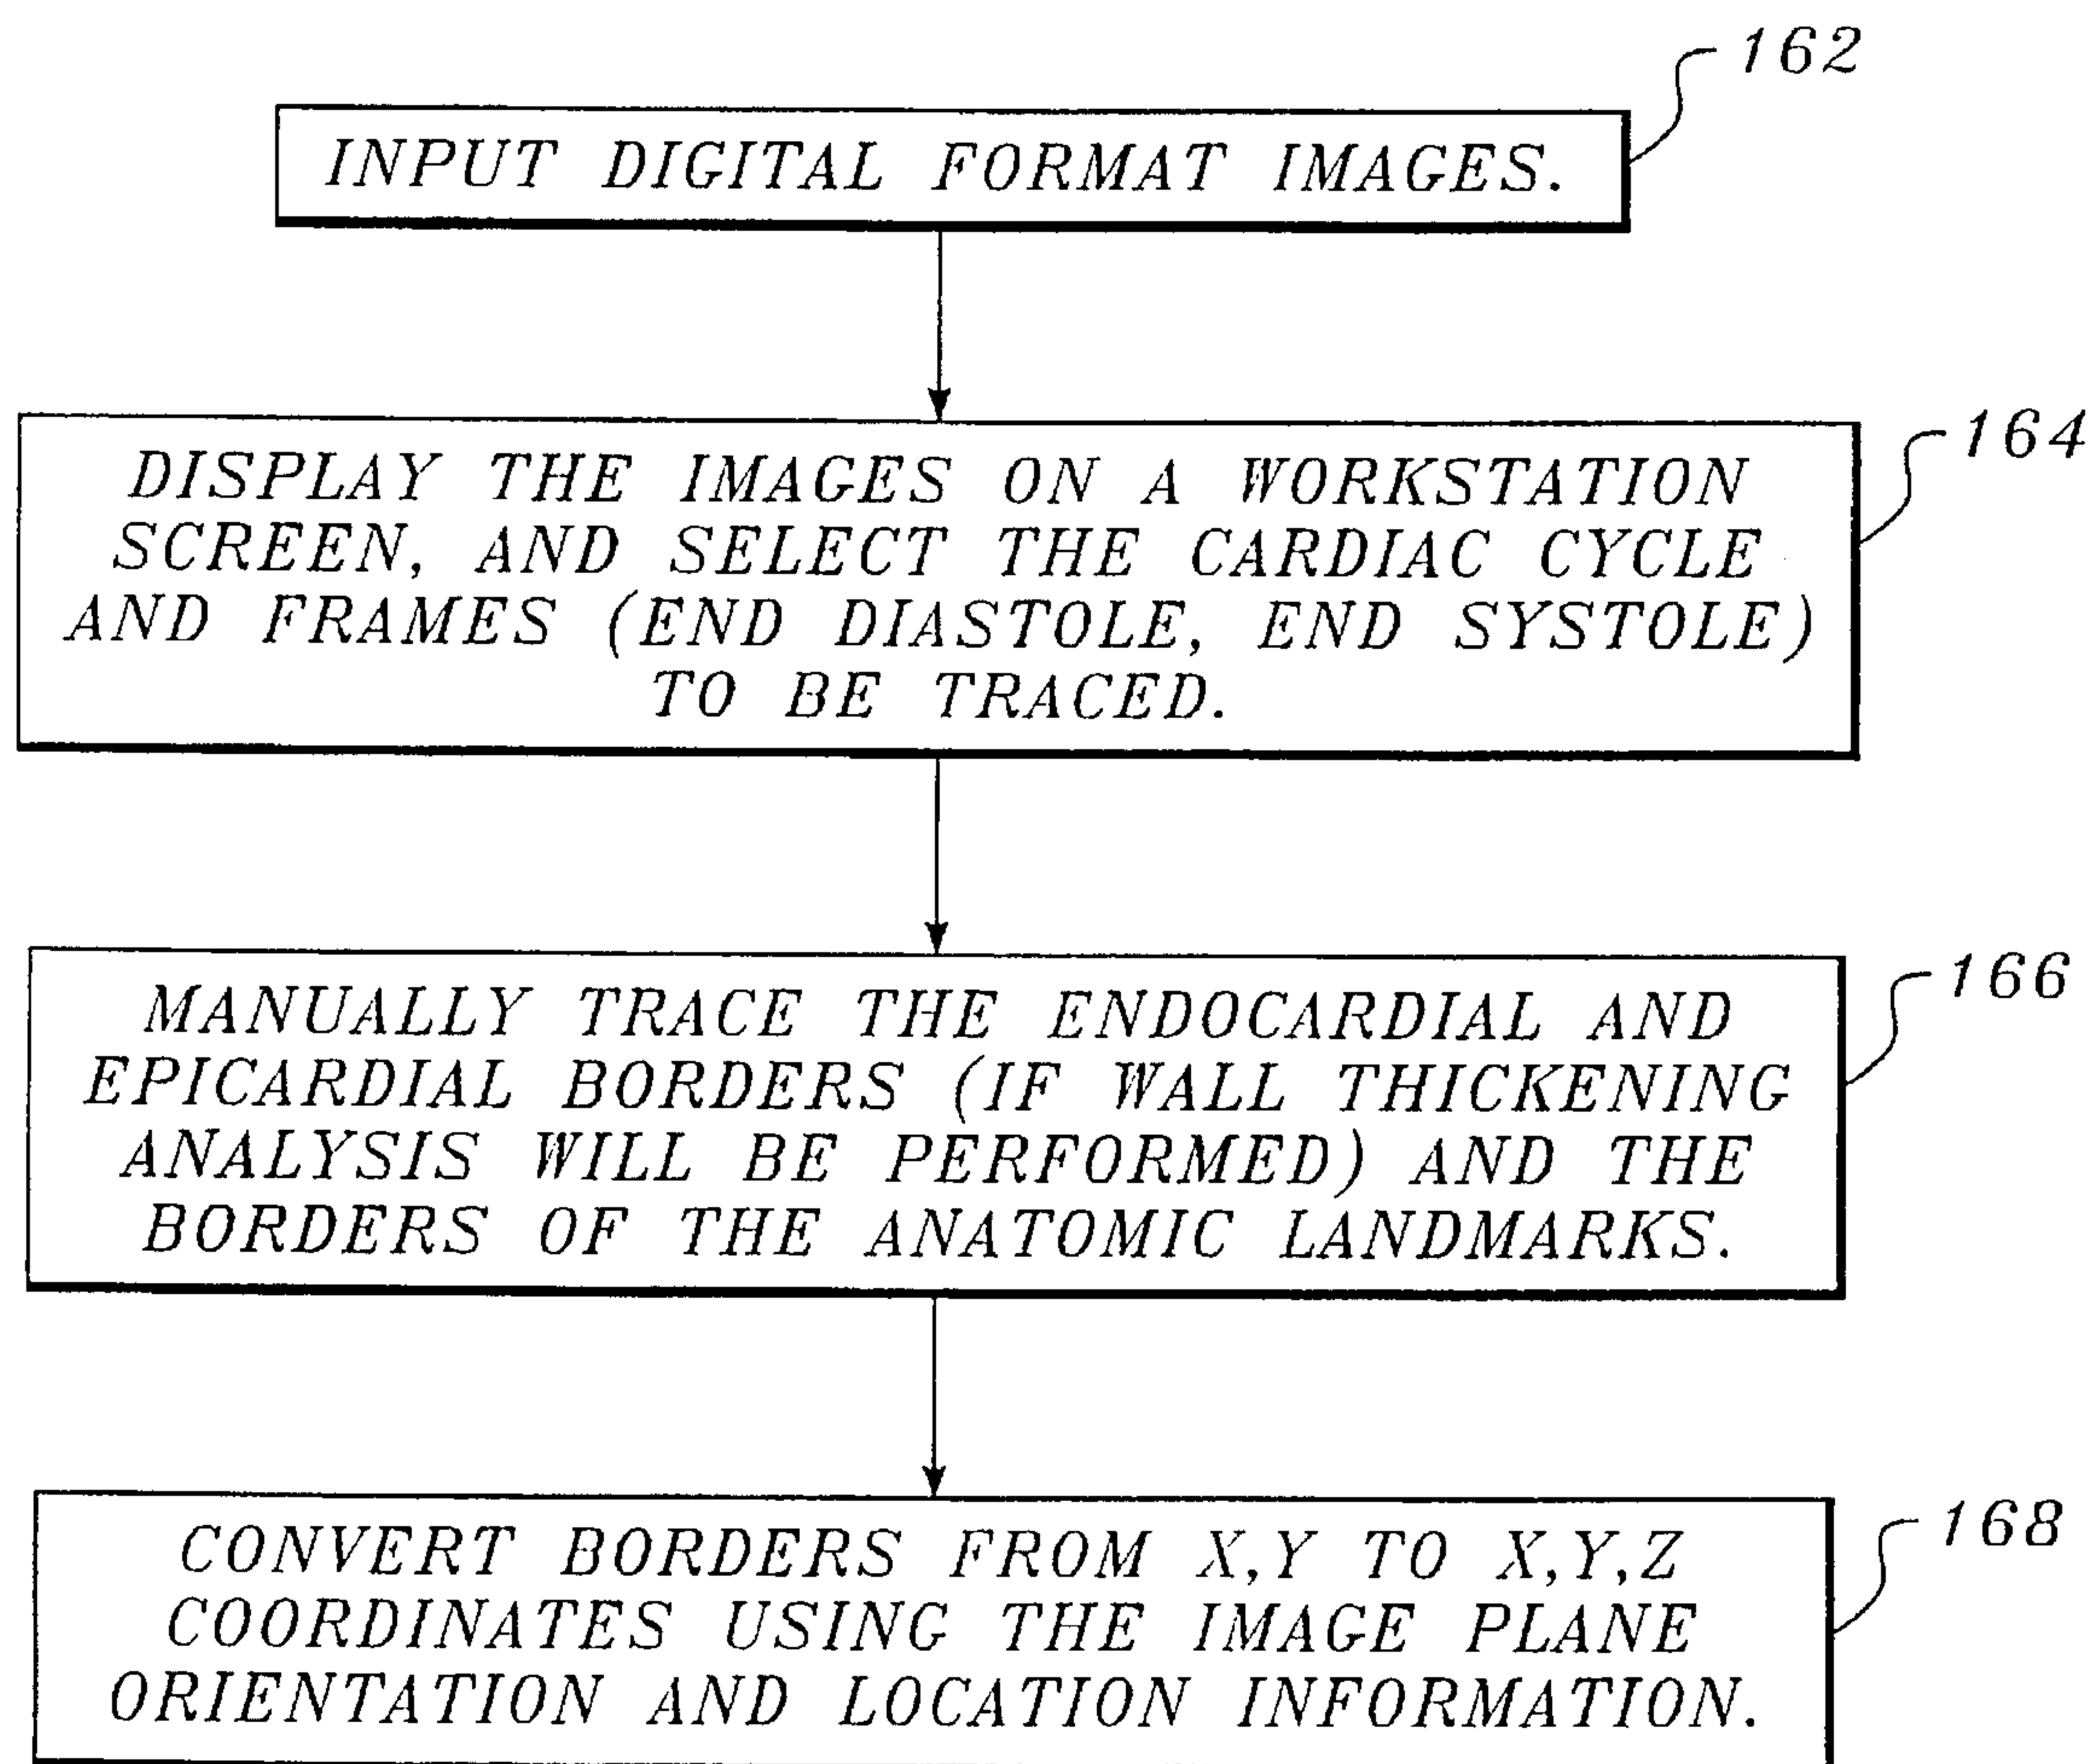 162
INPUT DIGITAL FORMAT IMAGES.
164
DISPLAY THE IMAGES ON A WORKSTATION
SCREEN, AND SELECT THE CARDIAC CYCLE
AND FRAMES (END DIASTOLE, END SYSTOLE)
TO BE TRACED.
166
MANUALLY TRACE THE ENDOCARDIAL AND
EPICARDIAL BORDERS (IF WALL THICKENING
ANALYSIS WILL BE PERFORMED) AND THE
BORDERS OF THE ANATOMIC LANDMARKS.
168
CONVERT BORDERS FROM X,Y TO X,Y,Z
COORDINATES USING THE IMAGE PLANE
ORIENTATION AND LOCATION INFORMATION.